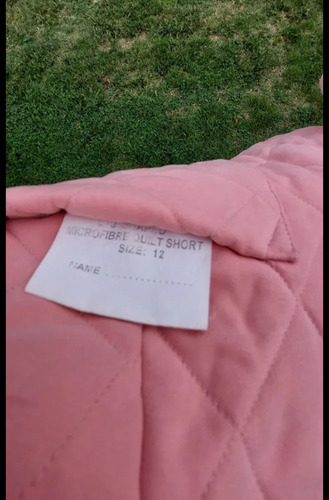 MICROFIBRE QUILT SHORT
SIZE: 12
NAME ................